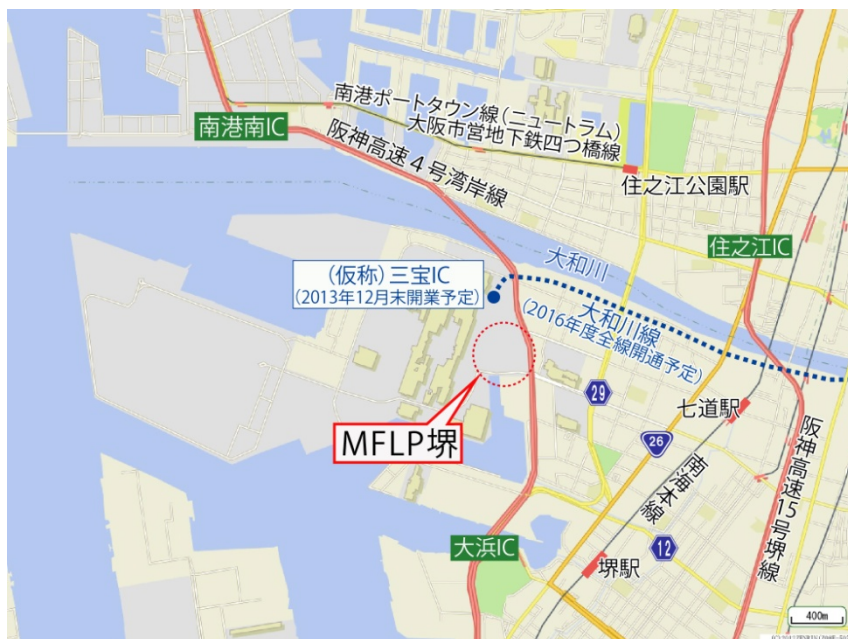 南港ポートタウン線(ニュートラム)
大阪市営地下鉄四つ橋線
南港南IC
阪神高速4号湾岸線
住之江公園駅
住之江IC
大和川
(仮称)三宝IC
(2013年12月末開業予定)
大和川線
(2016年度全線開通予定)
29
七道駅
MFLP堺
26
南海本線
阪神高速15号堺線
大浜IC
12
堺駅
400m